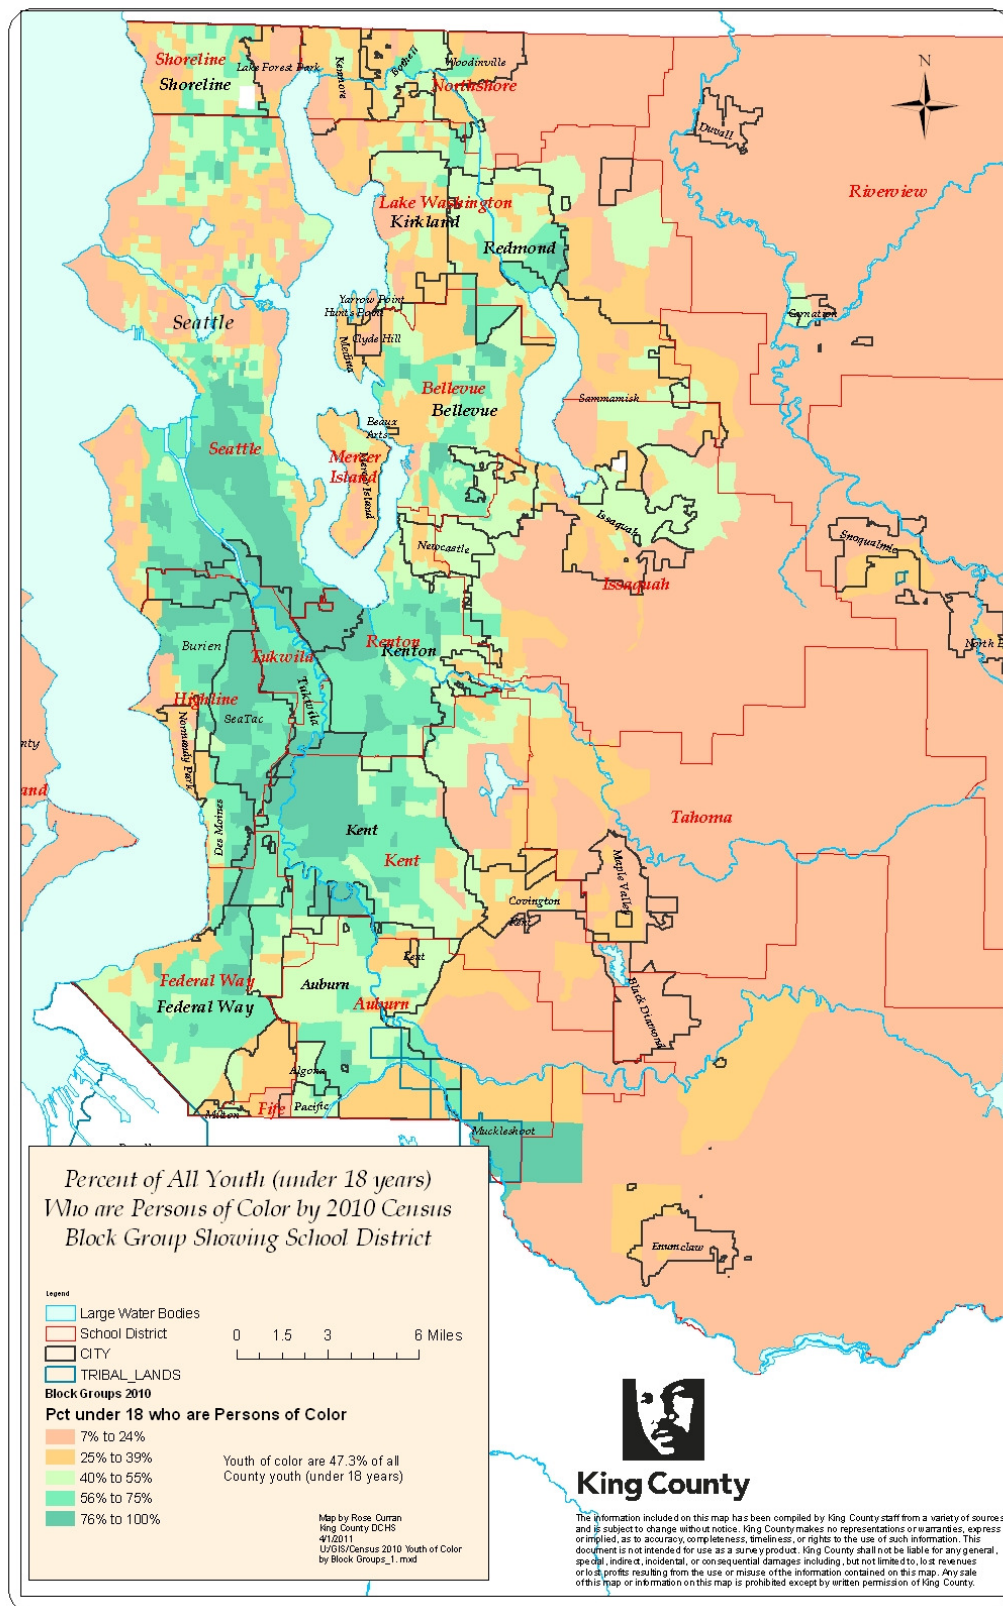 Shoreline
Shoreline
Lake Forest Park
Kenmore
Bothell
Woodinville
Northshore
N
Duvall
Riverview
Lake Washington
Kirkland
Redmond
Seattle
Yarrow Point
Hunt's Point
Clyde Hill
Medina
Carnation
Bellevue
Bellevue
Sammamish
Beaux
Arts
Seattle
Mercer
Island
Mercer Island
Newcastle
Issaquah
Issaquah
Snoqualmie
Burien
Tukwila
Tukwila
Renton
Renton
North B
Highline
SeaTac
Normandy Park
nty
and
Des Moines
Kent
Kent
Tahoma
Maple Valley
Covington
Kent
Kent
Federal Way
Federal Way
Auburn
Auburn
Black Diamond
Algona
Pacific
Milton
Fife
Muckleshoot
Enumclaw
Percent of All Youth (under 18 years)
Who are Persons of Color by 2010 Census
Block Group Showing School District
Legend
Large Water Bodies
School District
CITY
TRIBAL_LANDS
0 1.5 3 6 Miles
Block Groups 2010
Pct under 18 who are Persons of Color
7% to 24%
25% to 39%
40% to 55%
56% to 75%
76% to 100%
Youth of color are 47.3% of all
County youth (under 18 years)
Map by Rose Curran
King County DCHS
4/1/2011
U/GIS/Census 2010 Youth of Color
by Block Groups_1. mxd
King County
The information included on this map has been compiled by King County staff from a variety of sources
and is subject to change without notice. King County makes no representations or warranties, express
or implied, as to accuracy, completeness, timeliness, or rights to the use of such information. This
document is not intended for use as a survey product. King County shall not be liable for any general,
special, indirect, incidental, or consequential damages including, but not limited to, lost revenues
or lost profits resulting from the use or misuse of the information contained on this map. Any sale
of this map or information on this map is prohibited except by written permission of King County.